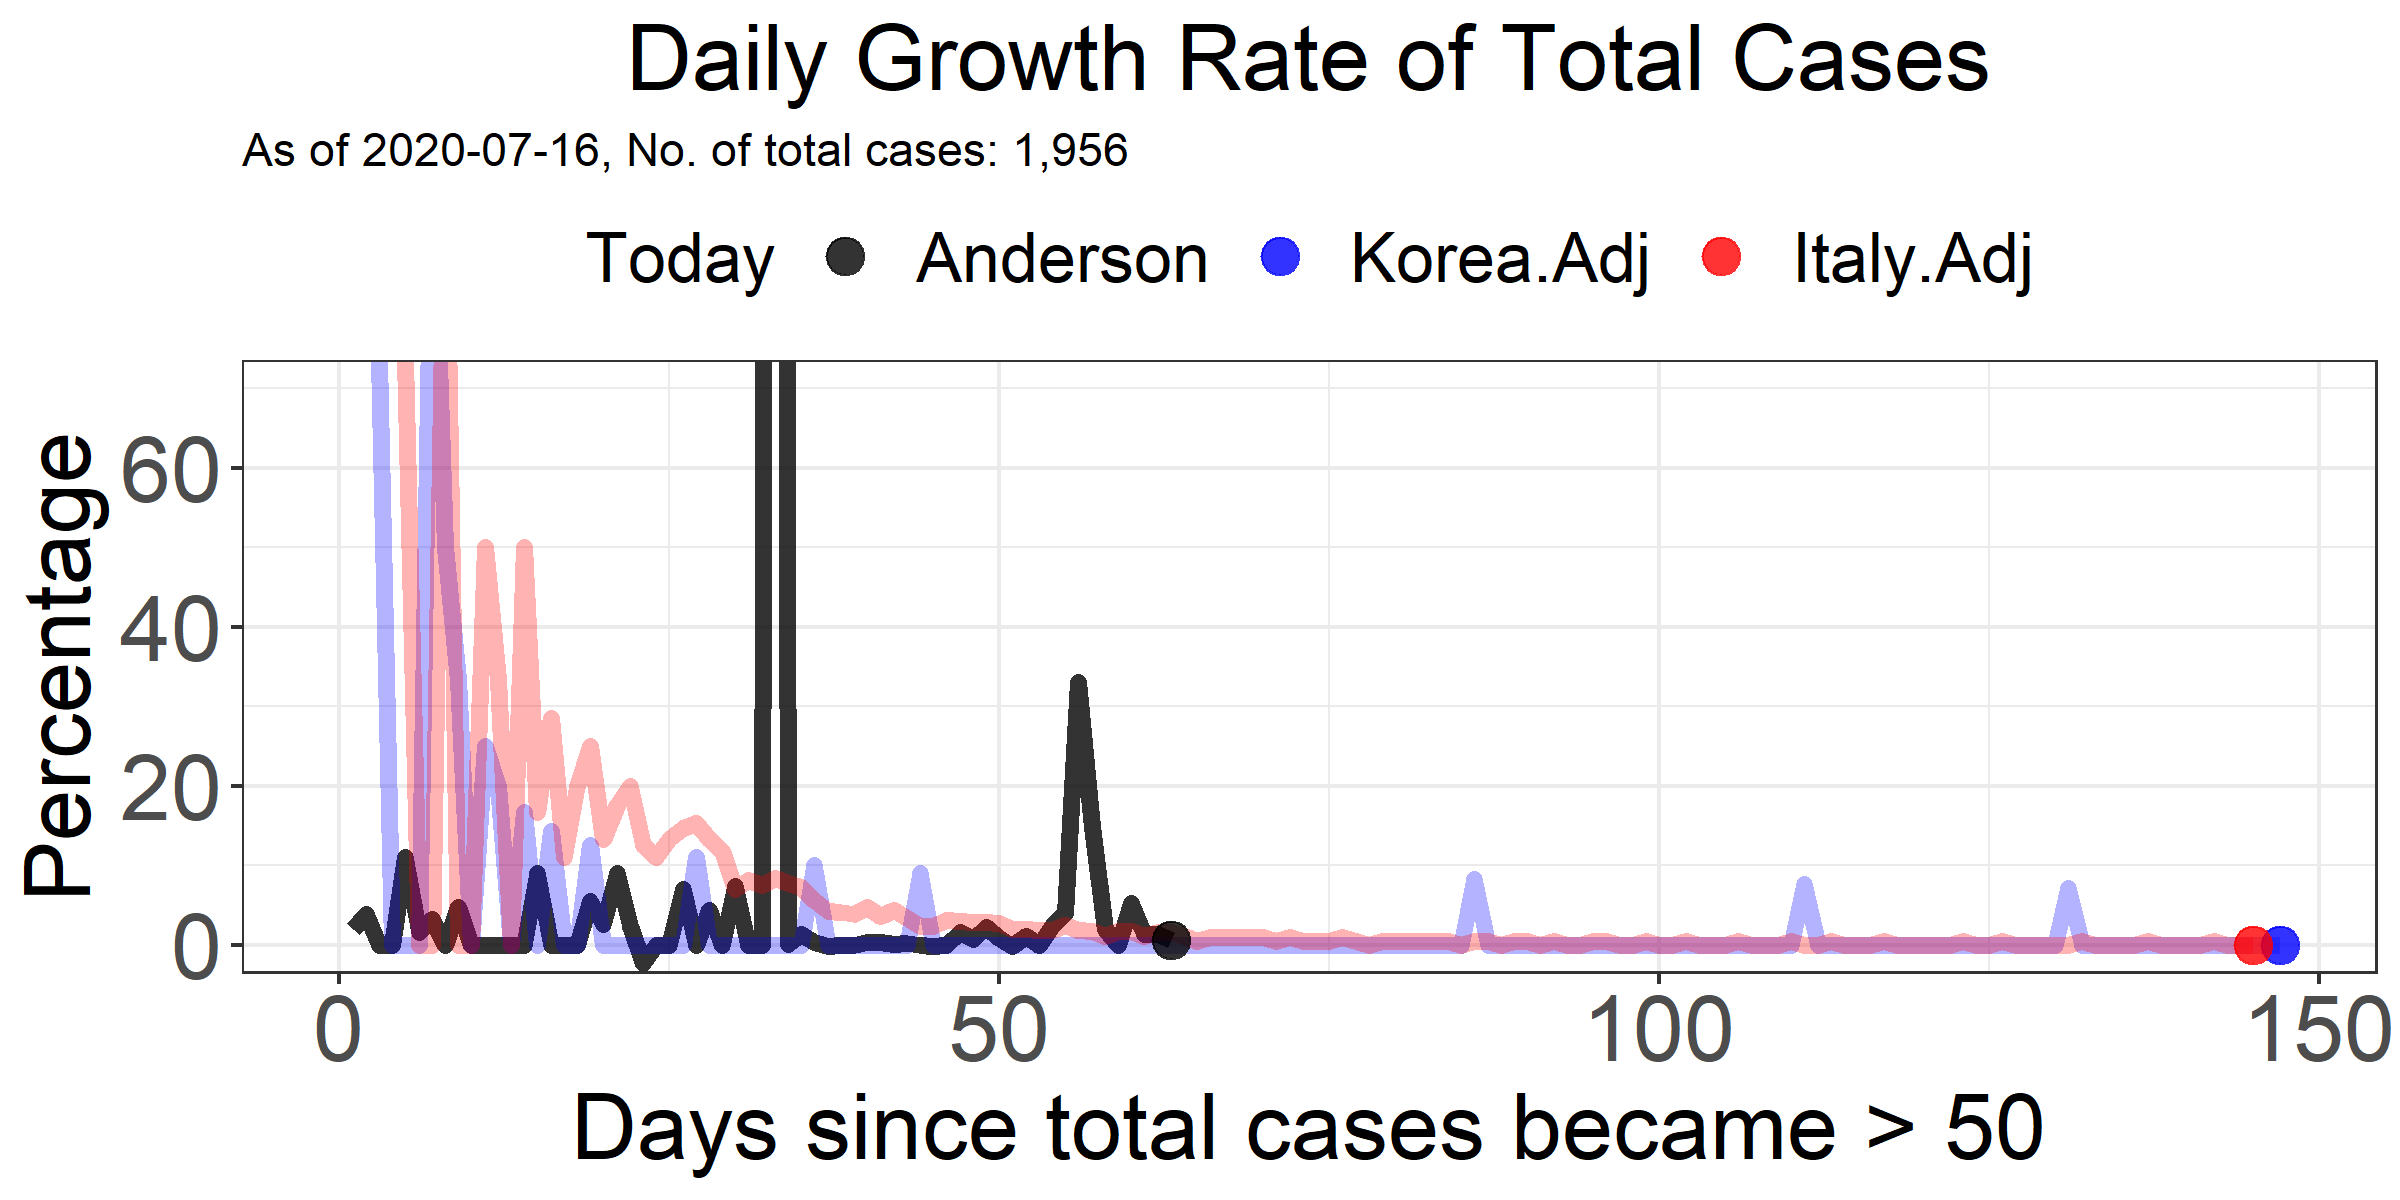 Daily Growth Rate of Total Cases
As of 2020-07-16, No. of total cases: 1,956
Today Anderson Korea.Adj Italy.Adj
Percentage
60
40
20
0
0 50 100 150
Days since total cases became > 50